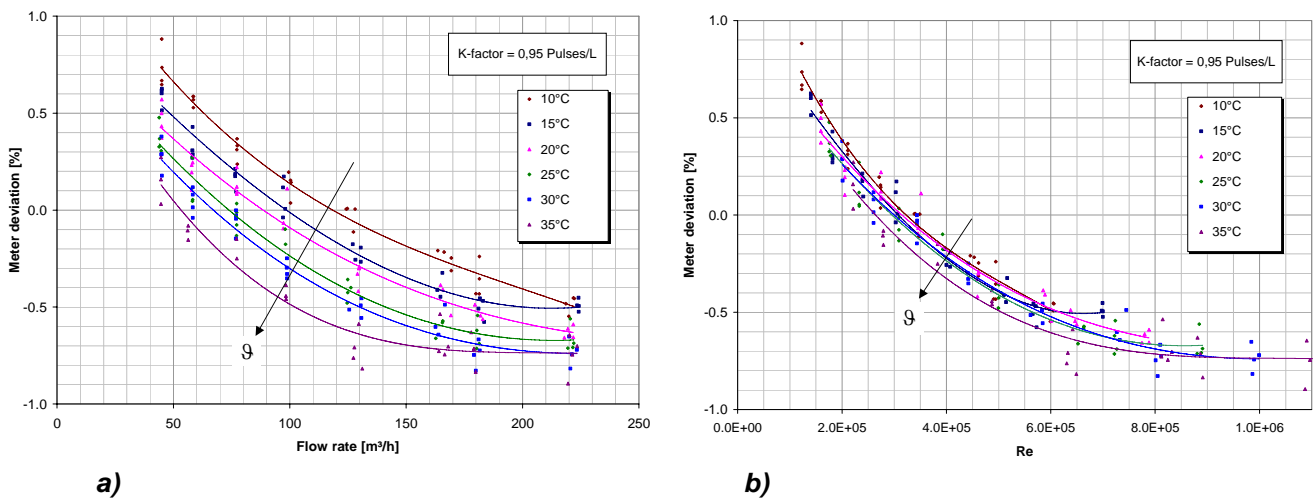 1.0
0.5
0.0
-0.5
-1.0
Meter deviation [%]
K-factor = 0,95 Pulses/L
10°C
15°C
20°C
25°C
30°C
35°C
ϑ
0 50 100 150 200 250
Flow rate [m³/h]
a)
1.0
0.5
0.0
-0.5
-1.0
Meter deviation [%]
K-factor = 0,95 Pulses/L
10°C
15°C
20°C
25°C
30°C
35°C
ϑ
0.0E+00 2.0E+05 4.0E+05 6.0E+05 8.0E+05 1.0E+06
Re
b)